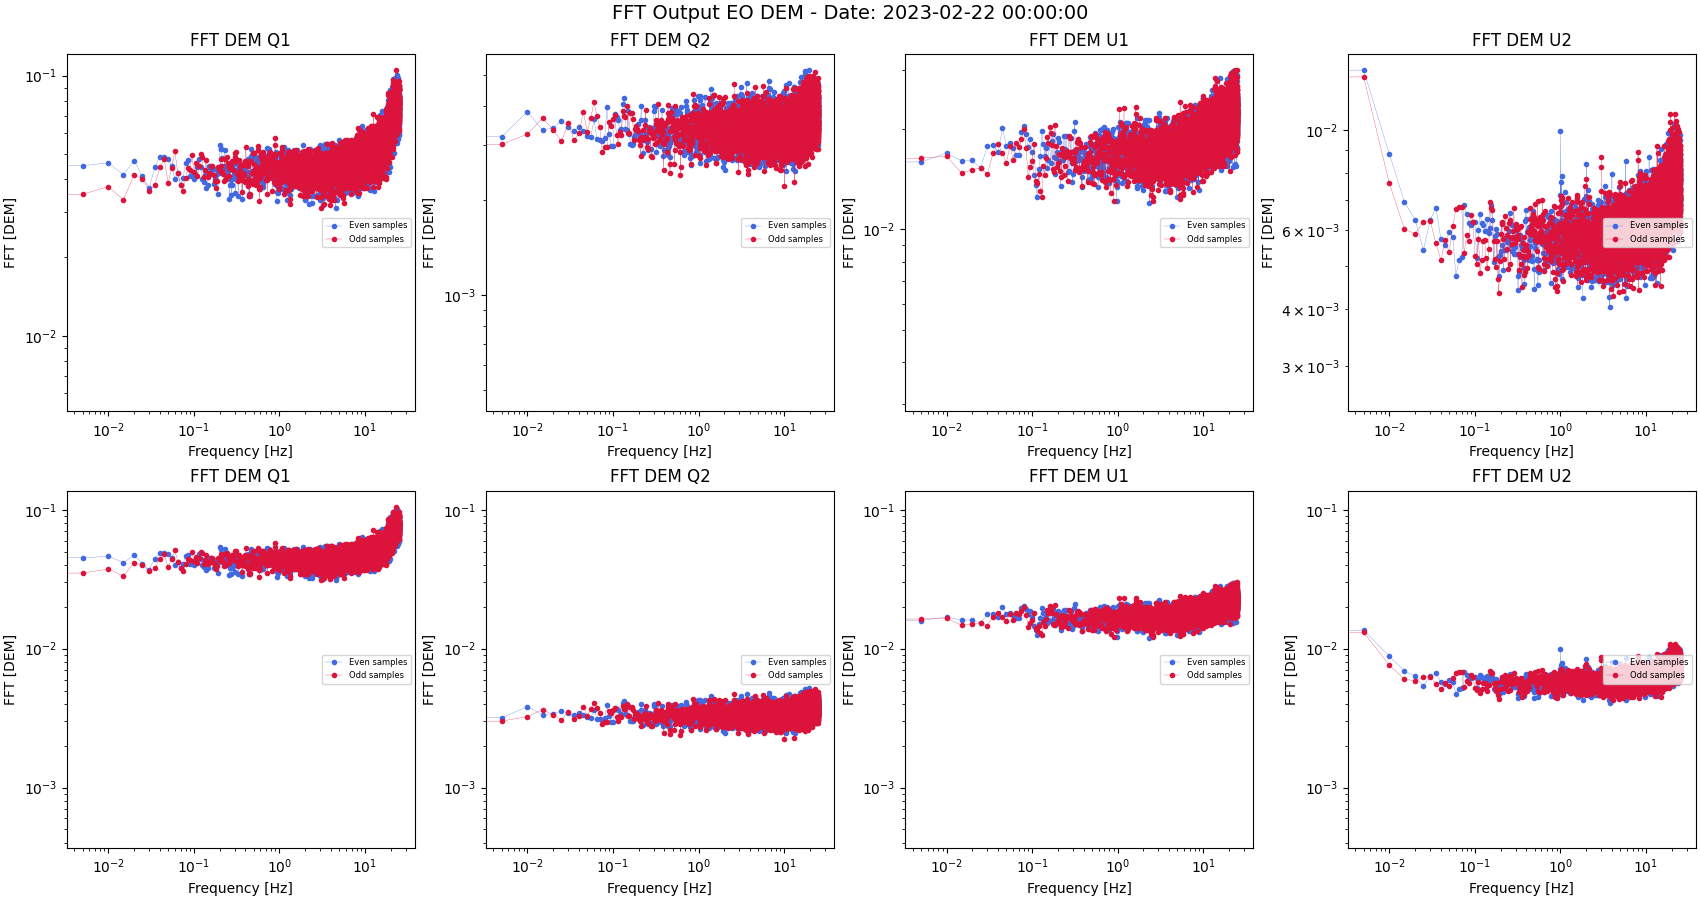 FFT Output EO DEM - Date: 2023-02-22 00:00:00
FFT DEM Q1
FFT [DEM]
10⁻¹
10⁻²
Even samples
Odd samples
10⁻² 10⁻¹ 10⁰ 10¹
Frequency [Hz]
FFT DEM Q2
FFT [DEM]
10⁻³
Even samples
Odd samples
10⁻² 10⁻¹ 10⁰ 10¹
Frequency [Hz]
FFT DEM U1
FFT [DEM]
10⁻²
Even samples
Odd samples
10⁻² 10⁻¹ 10⁰ 10¹
Frequency [Hz]
FFT DEM U2
FFT [DEM]
10⁻²
6 × 10⁻³
4 × 10⁻³
3 × 10⁻³
Even samples
Odd samples
10⁻² 10⁻¹ 10⁰ 10¹
Frequency [Hz]
FFT DEM Q1
FFT [DEM]
10⁻¹
10⁻²
10⁻³
Even samples
Odd samples
10⁻² 10⁻¹ 10⁰ 10¹
Frequency [Hz]
FFT DEM Q2
FFT [DEM]
10⁻¹
10⁻²
10⁻³
Even samples
Odd samples
10⁻² 10⁻¹ 10⁰ 10¹
Frequency [Hz]
FFT DEM U1
FFT [DEM]
10⁻¹
10⁻²
10⁻³
Even samples
Odd samples
10⁻² 10⁻¹ 10⁰ 10¹
Frequency [Hz]
FFT DEM U2
FFT [DEM]
10⁻¹
10⁻²
10⁻³
Even samples
Odd samples
10⁻² 10⁻¹ 10⁰ 10¹
Frequency [Hz]